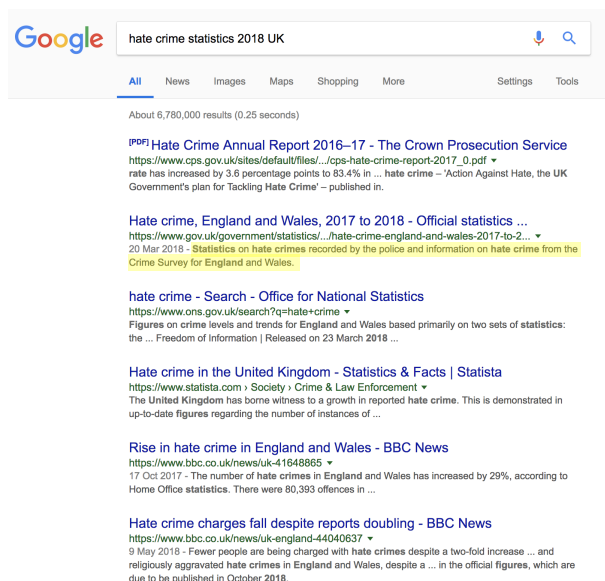 Google
hate crime statistics 2018 UK
All News Images Maps Shopping More Settings Tools
About 6,780,000 results (0.25 seconds)
[PDF] Hate Crime Annual Report 2016–17 - The Crown Prosecution Service
https://www.cps.gov.uk/sites/default/files/.../cps-hate-crime-report-2017_0.pdf
rate has increased by 3.6 percentage points to 83.4% in ... hate crime – 'Action Against Hate, the UK
Government's plan for Tackling Hate Crime' – published in.
Hate crime, England and Wales, 2017 to 2018 - Official statistics ...
https://www.gov.uk/government/statistics/.../hate-crime-england-and-wales-2017-to-2...
20 Mar 2018 - Statistics on hate crimes recorded by the police and information on hate crime from the
Crime Survey for England and Wales.
hate crime - Search - Office for National Statistics
https://www.ons.gov.uk/search?q=hate+crime
Figures on crime levels and trends for England and Wales based primarily on two sets of statistics:
the ... Freedom of Information | Released on 23 March 2018 ...
Hate crime in the United Kingdom - Statistics & Facts | Statista
https://www.statista.com › Society › Crime & Law Enforcement
The United Kingdom has borne witness to a growth in reported hate crime. This is demonstrated in
up-to-date figures regarding the number of instances of ...
Rise in hate crime in England and Wales - BBC News
https://www.bbc.co.uk/news/uk-41648865
17 Oct 2017 - The number of hate crimes in England and Wales has increased by 29%, according to
Home Office statistics. There were 80,393 offences in ...
Hate crime charges fall despite reports doubling - BBC News
https://www.bbc.co.uk/news/uk-england-44040637
9 May 2018 - Fewer people are being charged with hate crimes despite a two-fold increase ... and
religiously aggravated hate crimes in England and Wales, despite a ... in the official figures, which are
due to be published in October 2018.